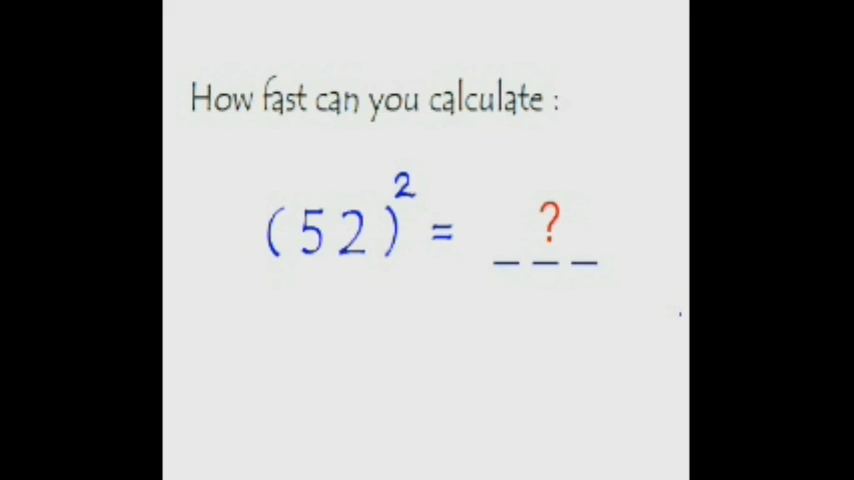 How fast can you calculate :
(52)² = ?
_ _ _